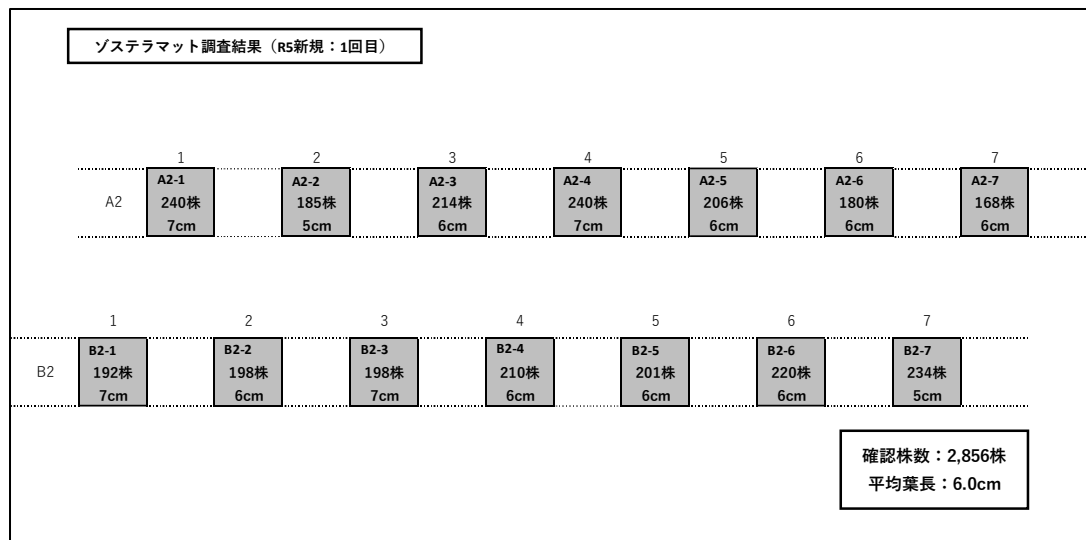 ゾステラマット調査結果（R5新規：1回目）
1 2 3 4 5 6 7
A2
A2-1
240株
7cm
A2-2
185株
5cm
A2-3
214株
6cm
A2-4
240株
7cm
A2-5
206株
6cm
A2-6
180株
6cm
A2-7
168株
6cm
1 2 3 4 5 6 7
B2
B2-1
192株
7cm
B2-2
198株
6cm
B2-3
198株
7cm
B2-4
210株
6cm
B2-5
201株
6cm
B2-6
220株
6cm
B2-7
234株
5cm
確認株数：2,856株
平均葉長：6.0cm